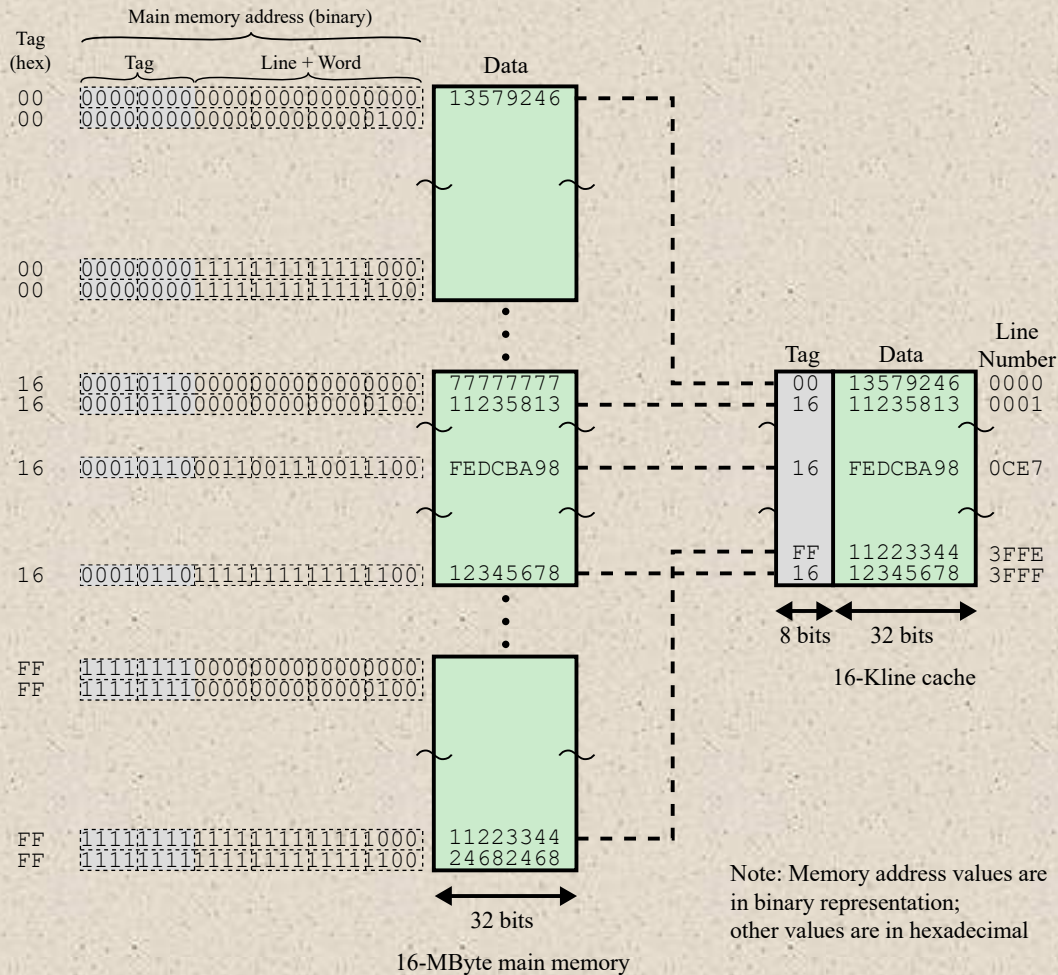 Main memory address (binary)
Tag
(hex)
Tag Line + Word Data
00 000000000000000000000000 13579246
00 000000000000000000000100
00 000000001111111111111000
00 000000001111111111111100
Line
Tag Data Number
16 000101100000000000000000 77777777 00 13579246 0000
16 000101100000000000000100 11235813 16 11235813 0001
16 000101100011001110011100 FEDCBA98 16 FEDCBA98 0CE7
FF 11223344 3FFE
16 000101101111111111111100 12345678 16 12345678 3FFF
8 bits 32 bits
16-Kline cache
FF 111111110000000000000000
FF 111111110000000000000100
FF 111111111111111111111000 11223344
FF 111111111111111111111100 24682468
32 bits
16-MByte main memory
Note: Memory address values are
in binary representation;
other values are in hexadecimal